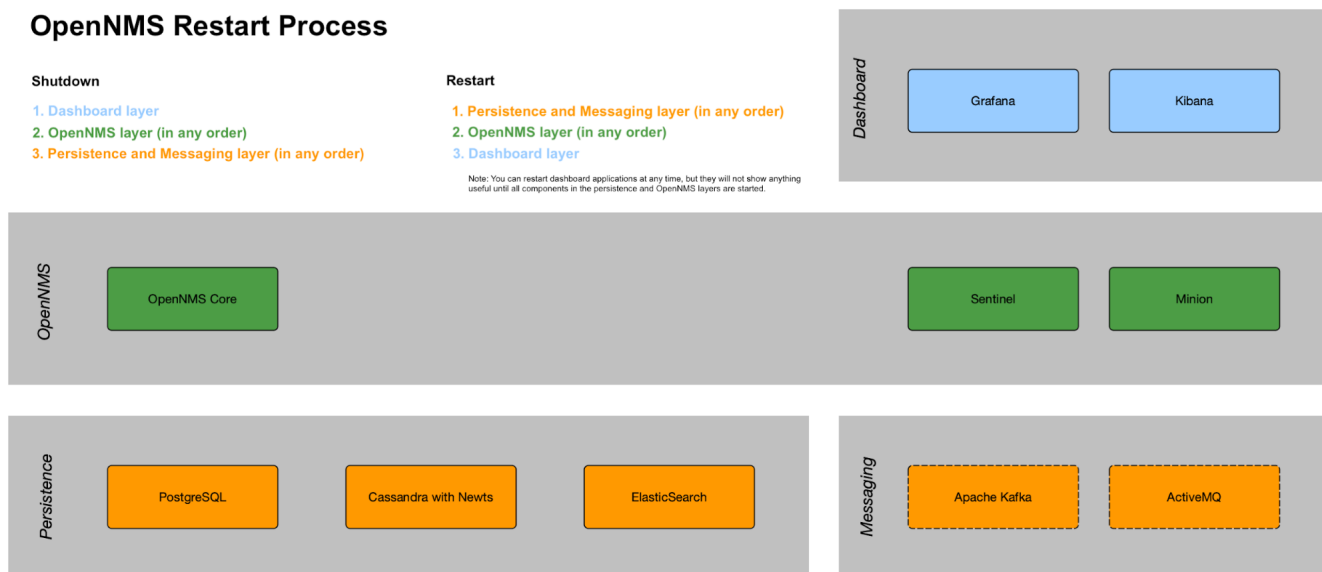 OpenNMS Restart Process
Shutdown
1. Dashboard layer
2. OpenNMS layer (in any order)
3. Persistence and Messaging layer (in any order)
Restart
1. Persistence and Messaging layer (in any order)
2. OpenNMS layer (in any order)
3. Dashboard layer
Note: You can restart dashboard applications at any time, but they will not show anything
useful until all components in the persistence and OpenNMS layers are started.
Dashboard
Grafana
Kibana
OpenNMS
OpenNMS Core
Sentinel
Minion
Persistence
PostgreSQL
Cassandra with Newts
ElasticSearch
Messaging
Apache Kafka
ActiveMQ